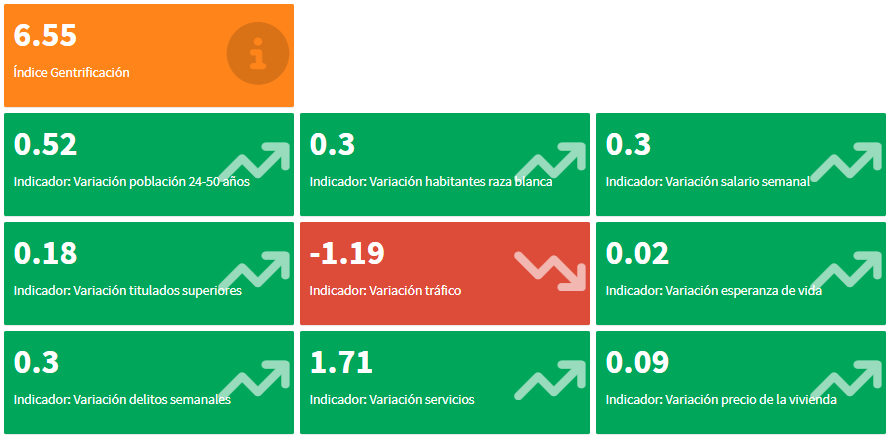 6.55
Índice Gentrificación
0.52
Indicador: Variación población 24-50 años
0.3
Indicador: Variación habitantes raza blanca
0.3
Indicador: Variación salario semanal
0.18
Indicador: Variación titulados superiores
-1.19
Indicador: Variación tráfico
0.02
Indicador: Variación esperanza de vida
0.3
Indicador: Variación delitos semanales
1.71
Indicador: Variación servicios
0.09
Indicador: Variación precio de la vivienda